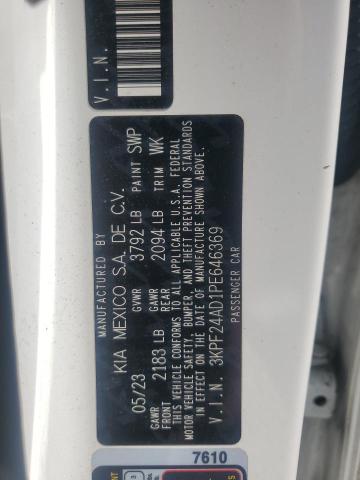 V.I.N.
KIA MEXICO S.A. DE C.V.
05/23 GVWR 3792 LB PAINT SWP
GAWR FRONT 2183 LB GAWR REAR 2094 LB TRIM WK
THIS VEHICLE CONFORMS TO ALL APPLICABLE U.S.A. FEDERAL
MOTOR VEHICLE SAFETY, BUMPER, AND THEFT PREVENTION STANDARDS
IN EFFECT ON THE DATE OF MANUFACTURE SHOWN ABOVE.
V.I.N. 3KPF24AD1PE646369
PASSENGER CAR
7610